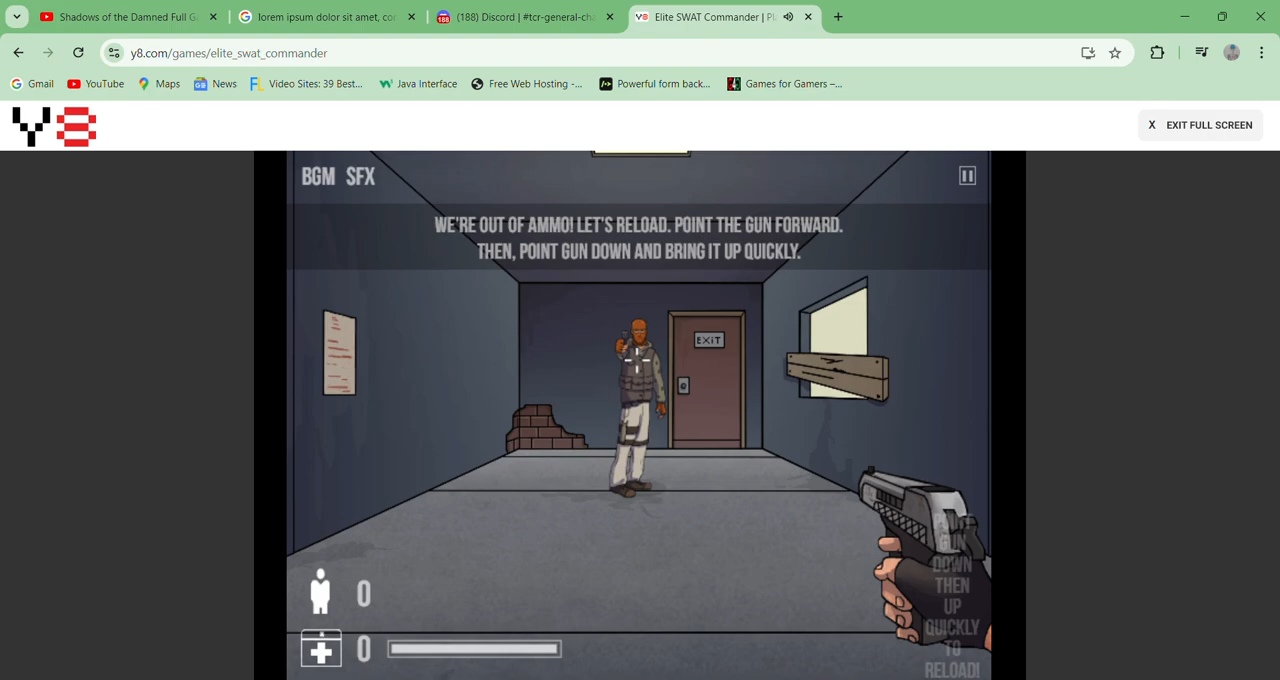 Shadows of the Damned Full Ga
lorem ipsum dolor sit amet, co
(188) Discord | #tcr-general-cha
Elite SWAT Commander | Pl
y8.com/games/elite_swat_commander
Gmail
YouTube
Maps
News
Video Sites: 39 Best...
Java Interface
Free Web Hosting -...
Powerful form back...
Games for Gamers –...
Y8
X EXIT FULL SCREEN
BGM SFX
WE'RE OUT OF AMMO! LET'S RELOAD. POINT THE GUN FORWARD.
THEN, POINT GUN DOWN AND BRING IT UP QUICKLY.
EXIT
0
0
GUN
DOWN
THEN
UP
QUICKLY
TO
RELOAD!